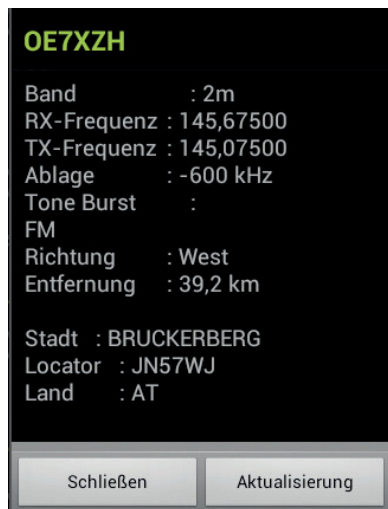 OE7XZH
Band : 2m
RX-Frequenz : 145,67500
TX-Frequenz : 145,07500
Ablage : -600 kHz
Tone Burst :
FM
Richtung : West
Entfernung : 39,2 km
Stadt : BRUCKERBERG
Locator : JN57WJ
Land : AT
Schließen Aktualisierung